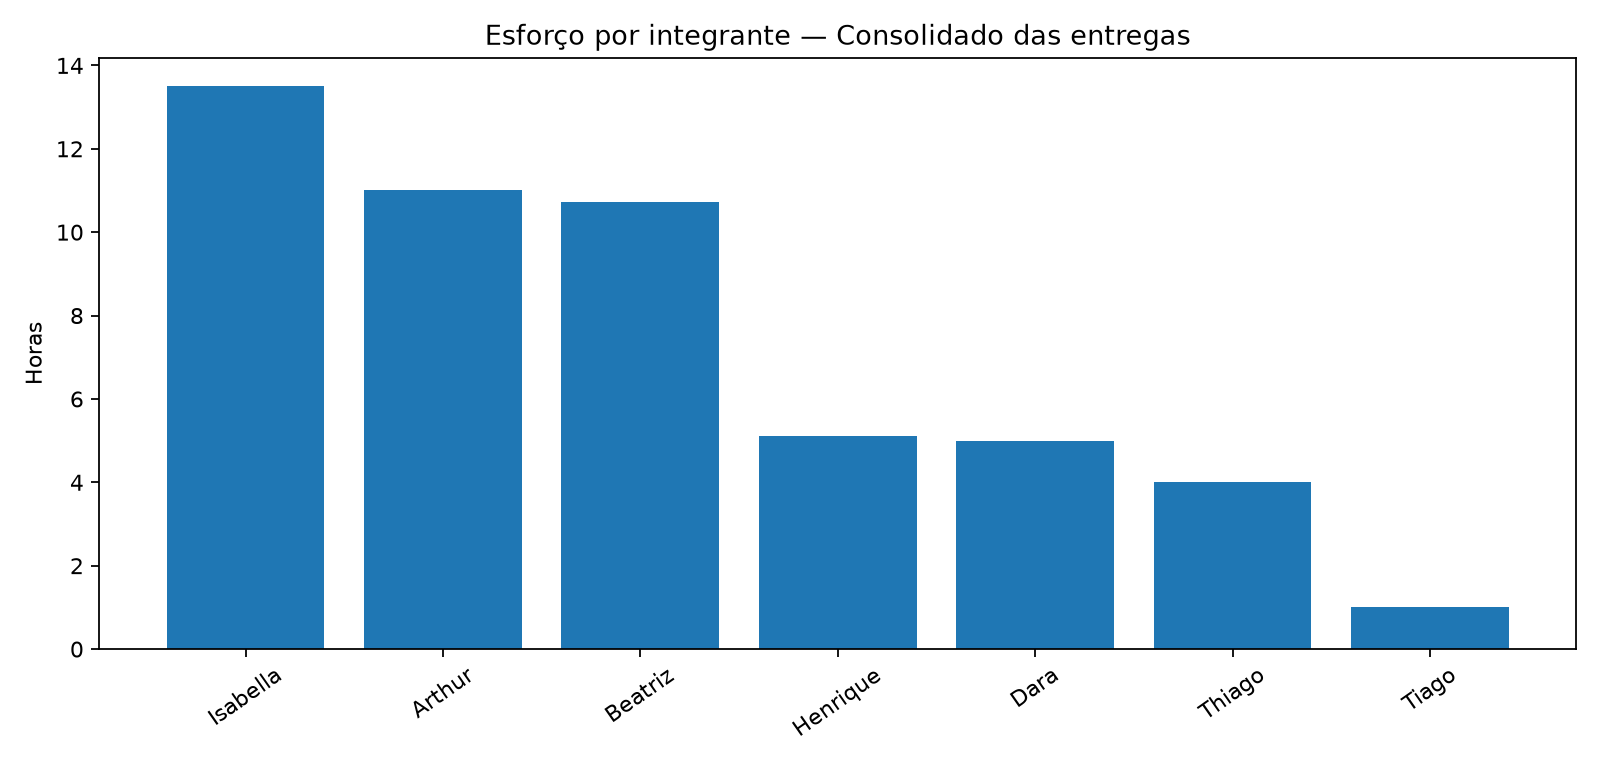 Esforço por integrante — Consolidado das entregas
14
12
10
8
6
4
2
0
Horas
Isabella
Arthur
Beatriz
Henrique
Dara
Thiago
Tiago